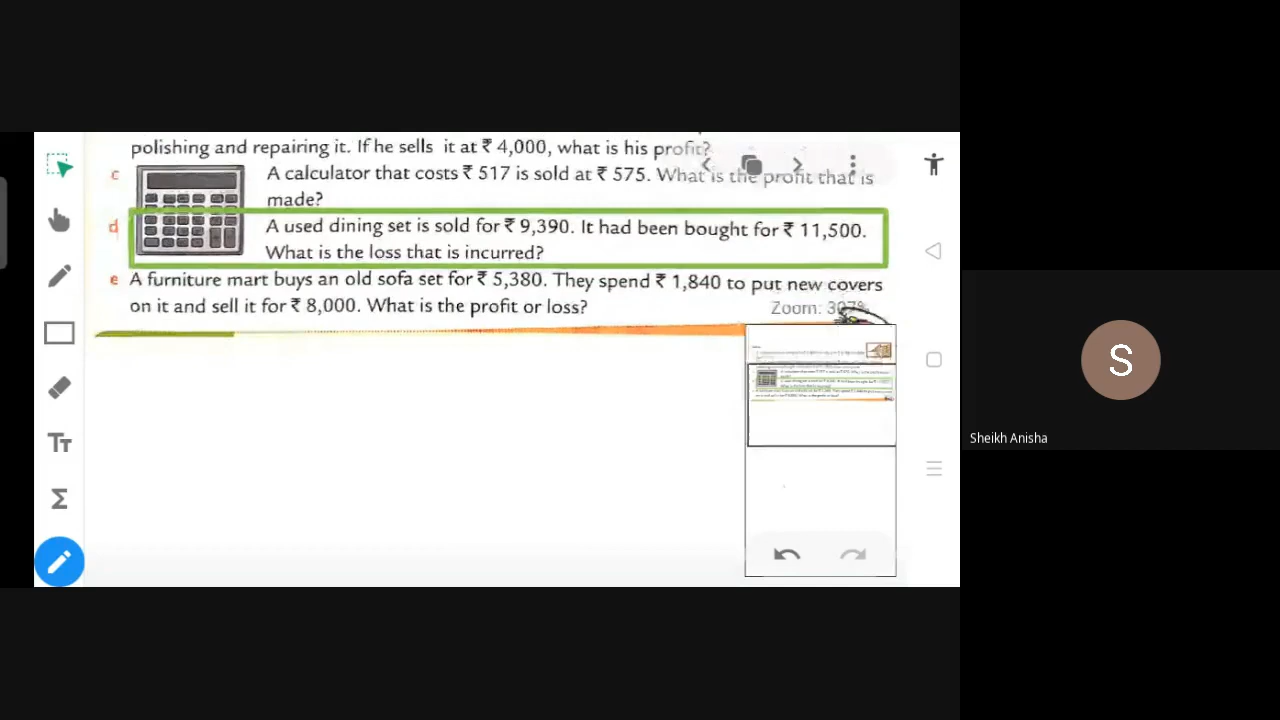 polishing and repairing it. If he sells it at ₹ 4,000, what is his profit?
c A calculator that costs ₹ 517 is sold at ₹ 575. What is the profit that is
made?
d A used dining set is sold for ₹ 9,390. It had been bought for ₹ 11,500.
What is the loss that is incurred?
e A furniture mart buys an old sofa set for ₹ 5,380. They spend ₹ 1,840 to put new covers
on it and sell it for ₹ 8,000. What is the profit or loss?
Zoom:
Tт
Σ
S
Sheikh Anisha